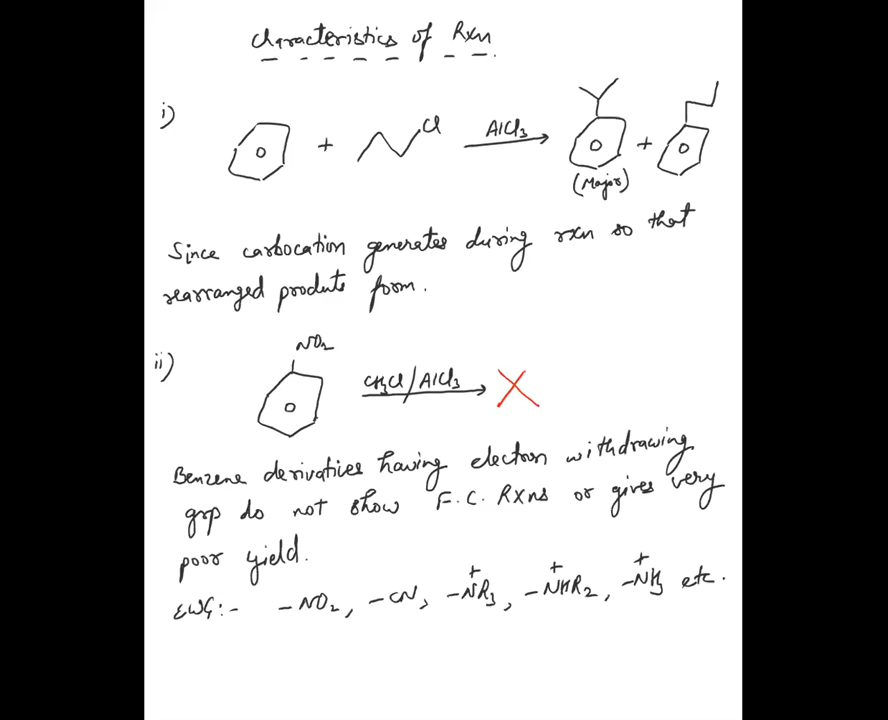 characteristics of Rxn
i)
+ Cl AlCl3 +
(Major)
Since carbocation generates during rxn so that
rearranged products form.
ii)
NO2
CH3Cl/AlCl3
Benzene derivatives having electron withdrawing
grp do not show F.C. Rxns or gives very
poor yield.
EWG:- -NO2, -CN, -N+R3, -N+HR2, -N+H3 etc.